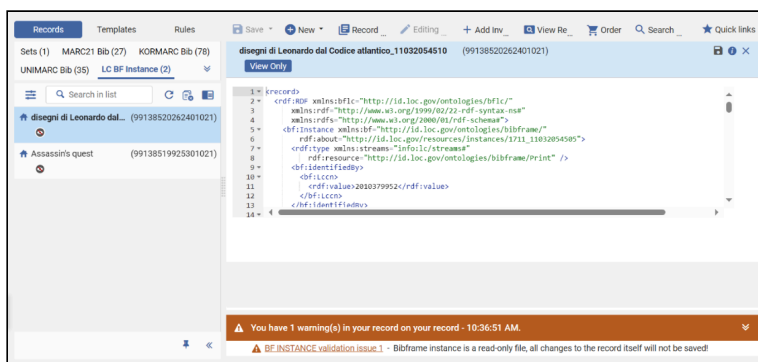 Records Templates Rules
Save New Record _ Editing _ + Add Inv _ View Re _ Order Search _ Quick links
Sets (1) MARC21 Bib (27) KORMARC Bib (78)
UNIMARC Bib (35) LC BF Instance (2)
Search in list
disegni di Leonardo dal... (99138520262401021)
Assassin's quest (99138519925301021)
disegni di Leonardo dal Codice atlantico_11032054510 (99138520262401021)
View Only
1 <record>
2 <rdf:RDF xmlns:bflc="http://id.loc.gov/ontologies/bflc/"
3 xmlns:rdf="http://www.w3.org/1999/02/22-rdf-syntax-ns#"
4 xmlns:rdfs="http://www.w3.org/2000/01/rdf-schema#">
5 <bf:Instance xmlns:bf="http://id.loc.gov/ontologies/bibframe/"
6 rdf:about="http://id.loc.gov/resources/instances/1711_11032054505">
7 <rdf:type xmlns:streams="info:lc/streams#"
8 rdf:resource="http://id.loc.gov/ontologies/bibframe/Print" />
9 <bf:identifiedBy>
10 <bf:Lccn>
11 <rdf:value>2010379952</rdf:value>
12 </bf:Lccn>
13 </bf:identifiedBy>
14
You have 1 warning(s) in your record on your record - 10:36:51 AM.
BF INSTANCE validation issue 1 - Bibframe instance is a read-only file, all changes to the record itself will not be saved!